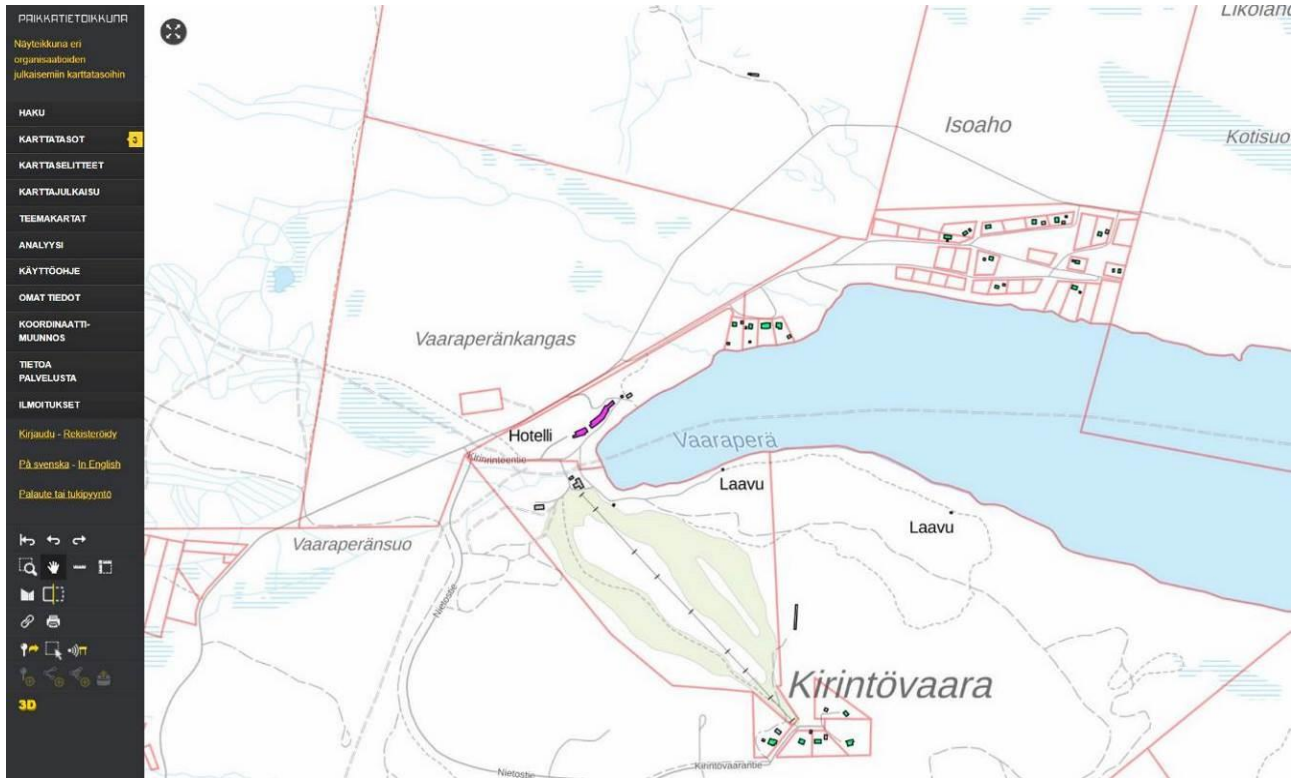 PAIKKATIETOIKKUNA
Näyteikkuna eri
organisaatioiden
julkaisemiin karttatasoihin
HAKU
KARTTATASOT 3
KARTTASELITTEET
KARTTAJULKAISU
TEEMAKARTAT
ANALYYSI
KÄYTTÖOHJE
OMAT TIEDOT
KOORDINAATTI-
MUUNNOS
TIETOA
PALVELUSTA
ILMOITUKSET
Kirjaudu - Rekisteröidy
På svenska - In English
Palaute tai tukipyyntö
3D
Isoaho
Kotisuo
Vaaraperänkangas
Hotelli
Vaaraperä
Laavu
Laavu
Vaaraperänsuo
Nietostie
Kirintövaara
Nietostie
Kirintövaarantie